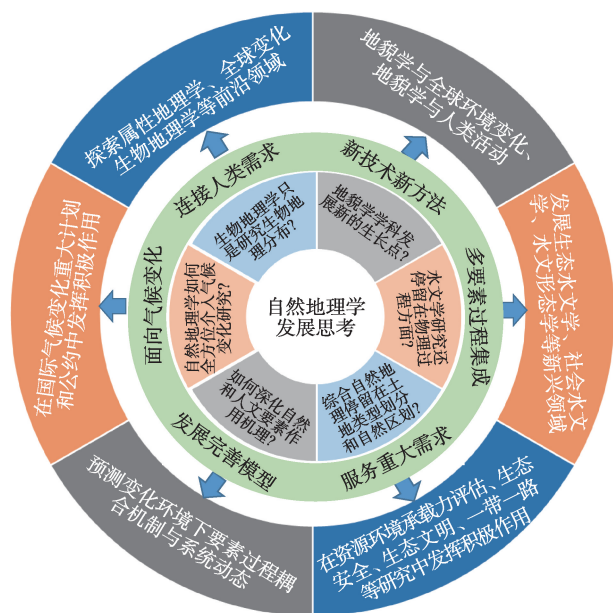 自然地理学
发展思考
地貌学学科发
展新的生长点?
水文学研究还
停留在物理过
程方面?
综合自然地
理停留在土
地类型划分
和自然区划?
如何深化自然
和人文要素作
用机理?
自然地理学如何
全方位个人气候
变化研究?
生物地理学只
是研究生物地
理分布?
新技术新方法
多要素过程集成
服务重大需求
发展完善模型
面向气候变化
连接人类需求
地貌学与全球环境变化、
地貌学与人类活动
发展生态水文学、社会水文
学、水文形态学等新兴领域
在资源环境承载力评估、生态
安全、生态文明、一带一路
等研究中发挥积极作用
预测变化环境下要素过程耦
合机制与系统动态
在国际气候变化重大计划
和公约中发挥积极作用
探索属性地理学、全球变化
生物地理学等前沿领域